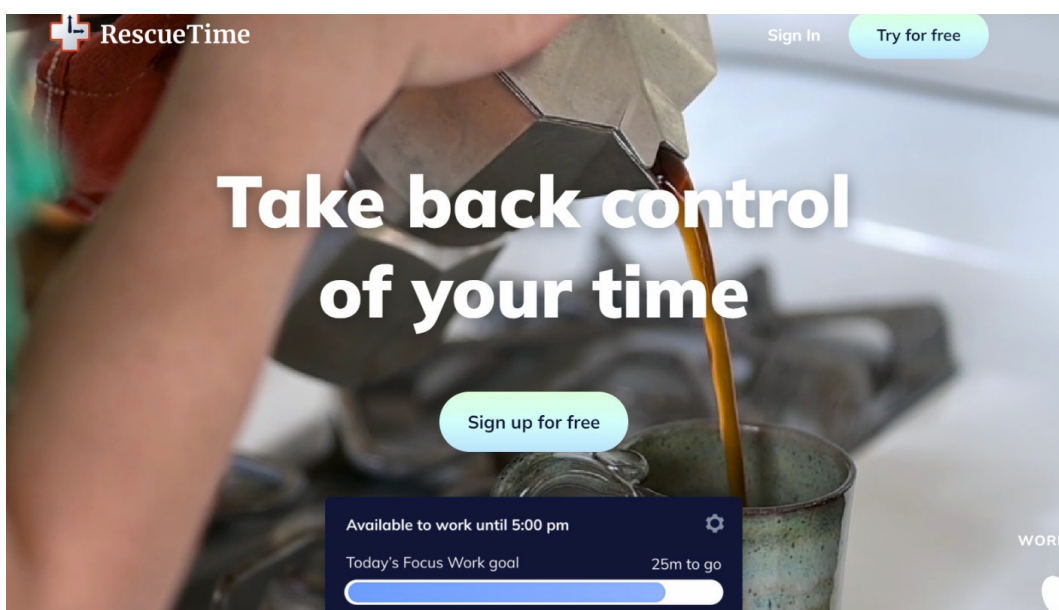 RescueTime
Sign In
Try for free
Take back control
of your time
Sign up for free
Available to work until 5:00 pm
Today's Focus Work goal
25m to go